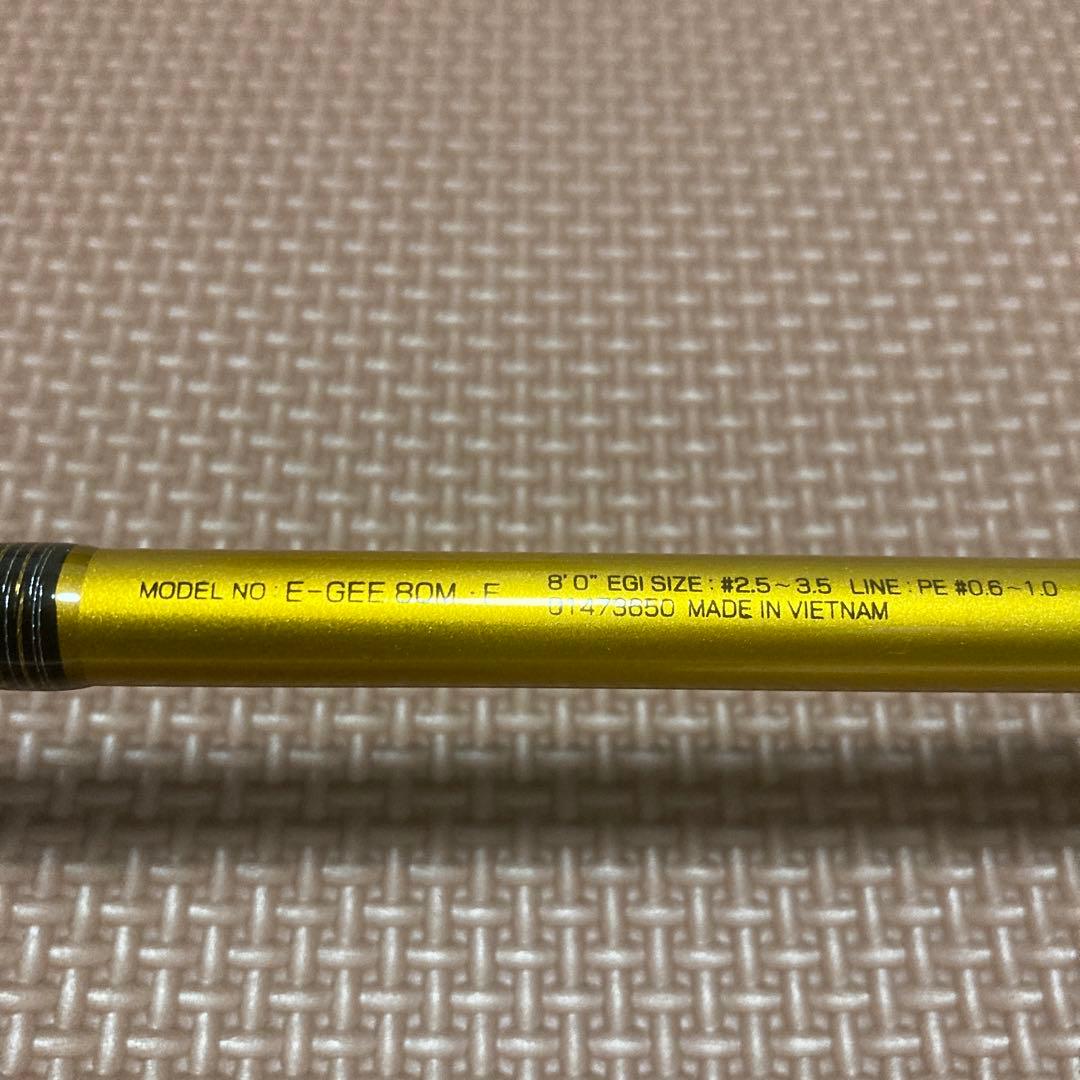 MODEL NO : E-GEE 80M · E
8' 0" EGI SIZE : #2.5～3.5 LINE : PE #0.6～1.0
01473650 MADE IN VIETNAM